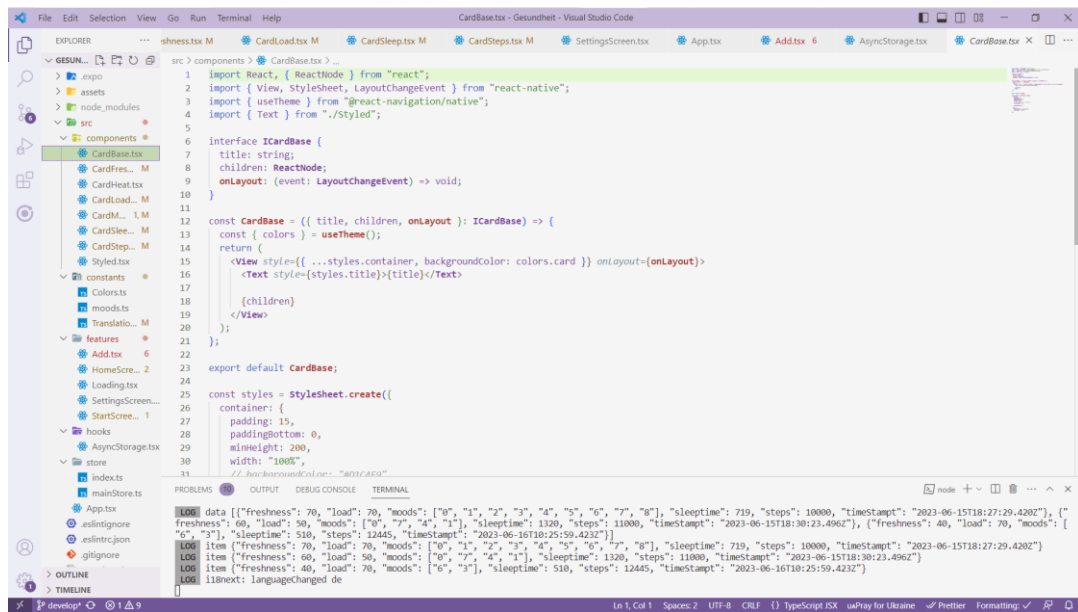 File Edit Selection View Go Run Terminal Help CardBase.tsx - Gesundheit - Visual Studio Code
EXPLORER ... shness.tsx M CardLoad.tsx M CardSleep.tsx M CardSteps.tsx M SettingsScreen.tsx App.tsx Add.tsx 6 AsyncStorage.tsx CardBase.tsx
GESUN...
.expo
assets
node_modules
src
components
CardBase.tsx
CardFres... M
CardHeat.tsx
CardLoad... M
CardM... 1, M
CardSlee... M
CardStep... M
Styled.tsx
constants
Colors.ts
moods.ts
Translatio... M
features
Add.tsx 6
HomeScre... 2
Loading.tsx
SettingsScreen....
StartScree... 1
hooks
AsyncStorage.tsx
store
index.ts
mainStore.ts
App.tsx
.eslintignore
.eslintrc.json
.gitignore
OUTLINE
TIMELINE
src > components > CardBase.tsx > ...
1 import React, { ReactNode } from "react";
2 import { View, StyleSheet, LayoutChangeEvent } from "react-native";
3 import { useTheme } from "@react-navigation/native";
4 import { Text } from "./Styled";
5
6 interface ICardBase {
7 title: string;
8 children: ReactNode;
9 onLayout: (event: LayoutChangeEvent) => void;
10 }
11
12 const CardBase = ({ title, children, onLayout }: ICardBase) => {
13 const { colors } = useTheme();
14 return (
15 <View style={{ ...styles.container, backgroundColor: colors.card }} onLayout={onLayout}>
16 <Text style={styles.title}>{title}</Text>
17
18 {children}
19 </View>
20 );
21 };
22
23 export default CardBase;
24
25 const styles = StyleSheet.create({
26 container: {
27 padding: 15,
28 paddingBottom: 0,
29 minHeight: 200,
30 width: "100%",
31 // backgroundColor: "#D1C4E9"
PROBLEMS 10 OUTPUT DEBUG CONSOLE TERMINAL node
LOG data [{"freshness": 70, "load": 70, "moods": ["0", "1", "2", "3", "4", "5", "6", "7", "8"], "sleeptime": 719, "steps": 10000, "timeStampt": "2023-06-15T18:27:29.420Z"}, {"
freshness": 60, "load": 50, "moods": ["0", "7", "4", "1"], "sleeptime": 1320, "steps": 11000, "timeStampt": "2023-06-15T18:30:23.496Z"}, {"freshness": 40, "load": 70, "moods": [
"6", "3"], "sleeptime": 510, "steps": 12445, "timeStampt": "2023-06-16T10:25:59.423Z"}]
LOG item {"freshness": 70, "load": 70, "moods": ["0", "1", "2", "3", "4", "5", "6", "7", "8"], "sleeptime": 719, "steps": 10000, "timeStampt": "2023-06-15T18:27:29.420Z"}
LOG item {"freshness": 60, "load": 50, "moods": ["0", "7", "4", "1"], "sleeptime": 1320, "steps": 11000, "timeStampt": "2023-06-15T18:30:23.496Z"}
LOG item {"freshness": 40, "load": 70, "moods": ["6", "3"], "sleeptime": 510, "steps": 12445, "timeStampt": "2023-06-16T10:25:59.423Z"}
LOG i18next: languageChanged de
develop* 1 9 Ln 1, Col 1 Spaces: 2 UTF-8 CRLF {} TypeScript JSX uaPray for Ukraine Prettier Formatting: